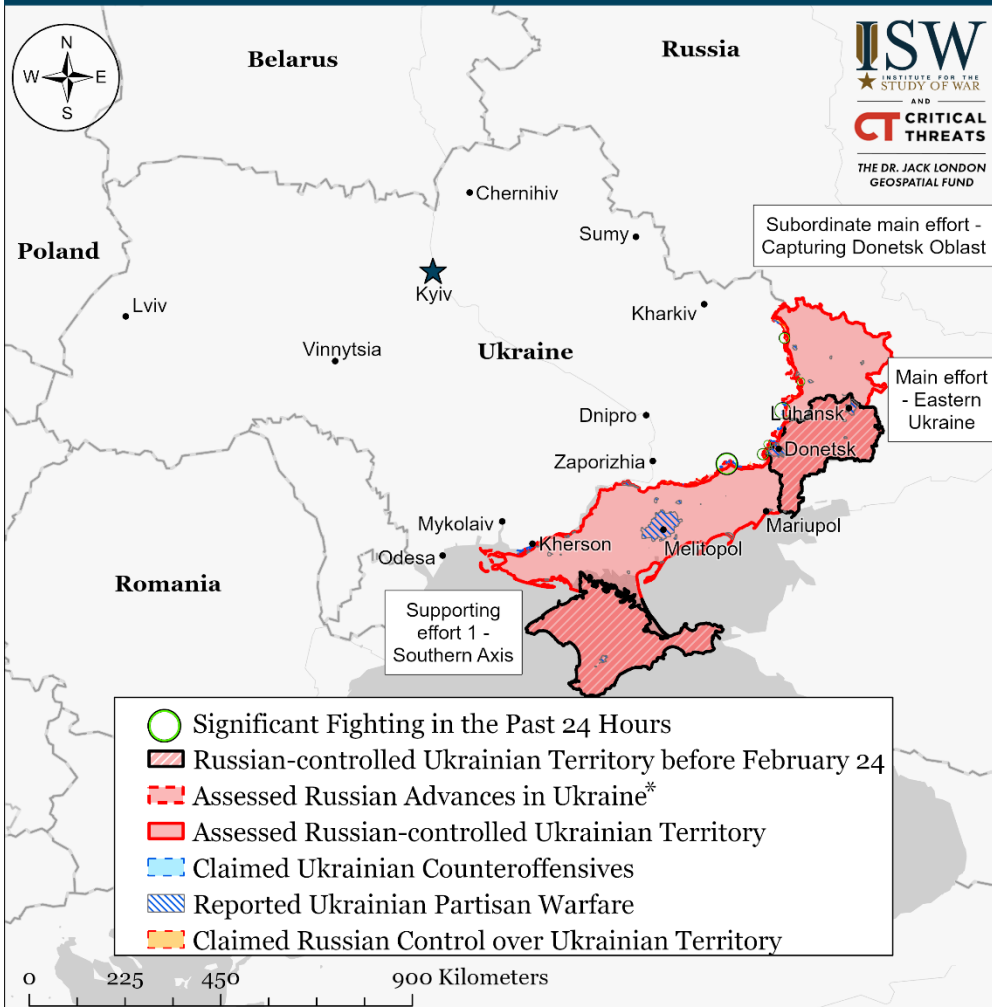 N
W
E
S
Belarus
Russia
ISW
INSTITUTE FOR THE
STUDY OF WAR
AND
CT CRITICAL
THREATS
THE DR. JACK LONDON
GEOSPATIAL FUND
Chernihiv
Sumy
Subordinate main effort -
Capturing Donetsk Oblast
Poland
Kyiv
Lviv
Kharkiv
Vinnytsia
Ukraine
Main effort
- Eastern
Ukraine
Dnipro
Luhansk
Donetsk
Zaporizhia
Mykolaiv
Mariupol
Kherson
Melitopol
Odesa
Romania
Supporting
effort 1 -
Southern Axis
Significant Fighting in the Past 24 Hours
Russian-controlled Ukrainian Territory before February 24
Assessed Russian Advances in Ukraine*
Assessed Russian-controlled Ukrainian Territory
Claimed Ukrainian Counteroffensives
Reported Ukrainian Partisan Warfare
Claimed Russian Control over Ukrainian Territory
0 225 450 900 Kilometers